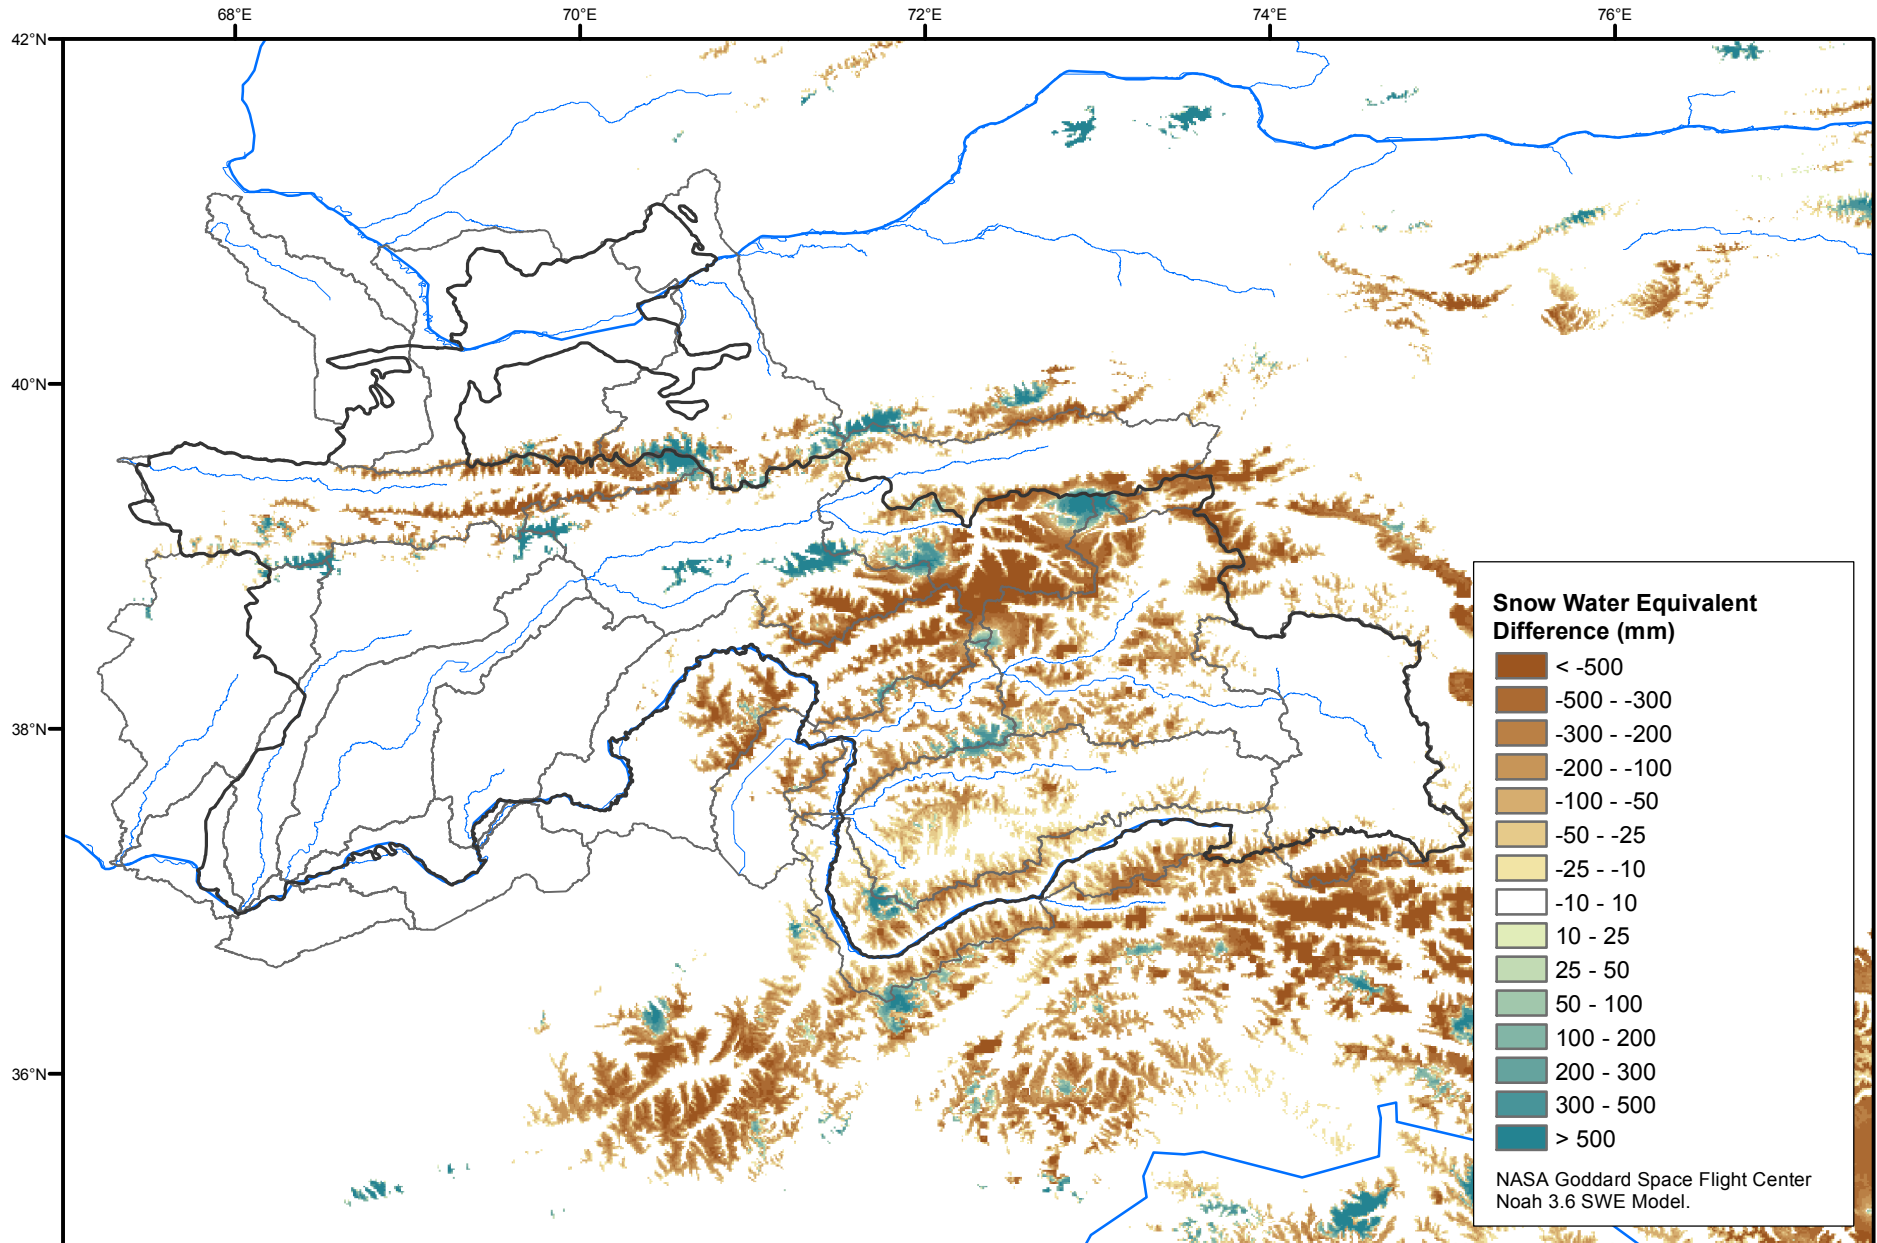 68°E
70°E
72°E
74°E
76°E
42°N
40°N
38°N
36°N
Snow Water Equivalent
Difference (mm)
< -500
-500 - -300
-300 - -200
-200 - -100
-100 - -50
-50 - -25
-25 - -10
-10 - 10
10 - 25
25 - 50
50 - 100
100 - 200
200 - 300
300 - 500
> 500
NASA Goddard Space Flight Center
Noah 3.6 SWE Model.